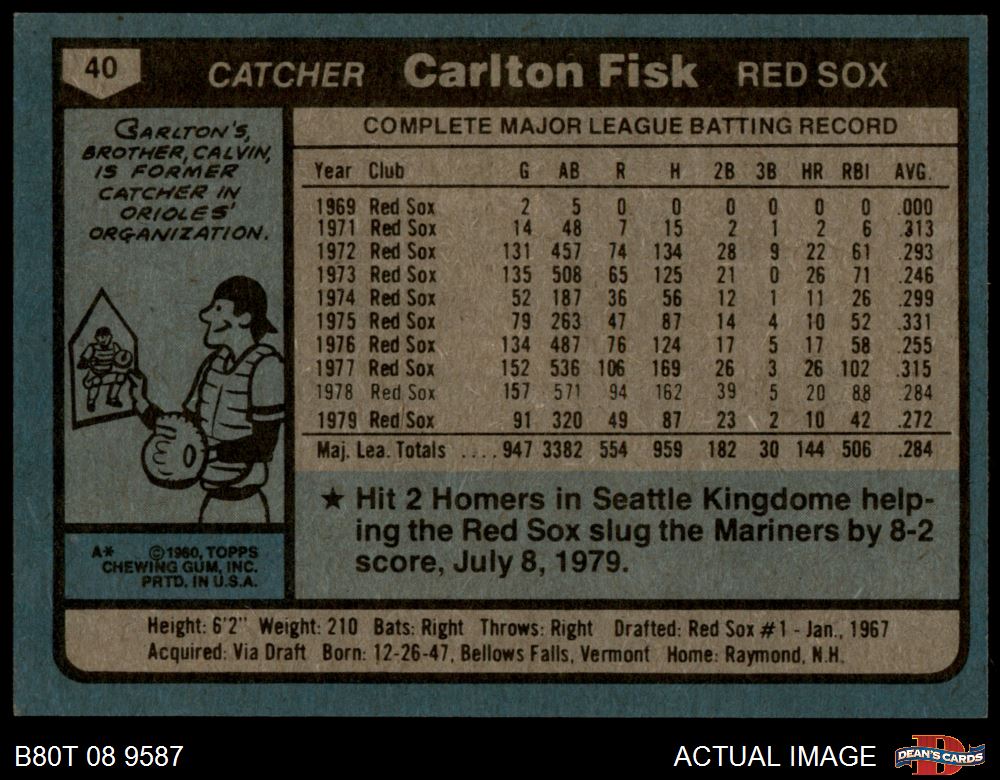 40 CATCHER Carlton Fisk RED SOX
CARLTON'S,
BROTHER, CALVIN,
IS FORMER
CATCHER IN
ORIOLES'
ORGANIZATION.
A* ©1980, TOPPS
CHEWING GUM, INC.
PRTD. IN U.S.A.
COMPLETE MAJOR LEAGUE BATTING RECORD
Year Club G AB R H 2B 3B HR RBI AVG.
1969 Red Sox 2 5 0 0 0 0 0 0 .000
1971 Red Sox 14 48 7 15 2 1 2 6 .313
1972 Red Sox 131 457 74 134 28 9 22 61 .293
1973 Red Sox 135 508 65 125 21 0 26 71 .246
1974 Red Sox 52 187 36 56 12 1 11 26 .299
1975 Red Sox 79 263 47 87 14 4 10 52 .331
1976 Red Sox 134 487 76 124 17 5 17 58 .255
1977 Red Sox 152 536 106 169 26 3 26 102 .315
1978 Red Sox 157 571 94 162 39 5 20 88 .284
1979 Red Sox 91 320 49 87 23 2 10 42 .272
Maj. Lea. Totals .... 947 3382 554 959 182 30 144 506 .284
★ Hit 2 Homers in Seattle Kingdome help-
ing the Red Sox slug the Mariners by 8-2
score, July 8, 1979.
Height: 6'2" Weight: 210 Bats: Right Throws: Right Drafted: Red Sox #1 - Jan., 1967
Acquired: Via Draft Born: 12-26-47, Bellows Falls, Vermont Home: Raymond, N.H.
B80T 08 9587 ACTUAL IMAGE D DEAN'S CARDS